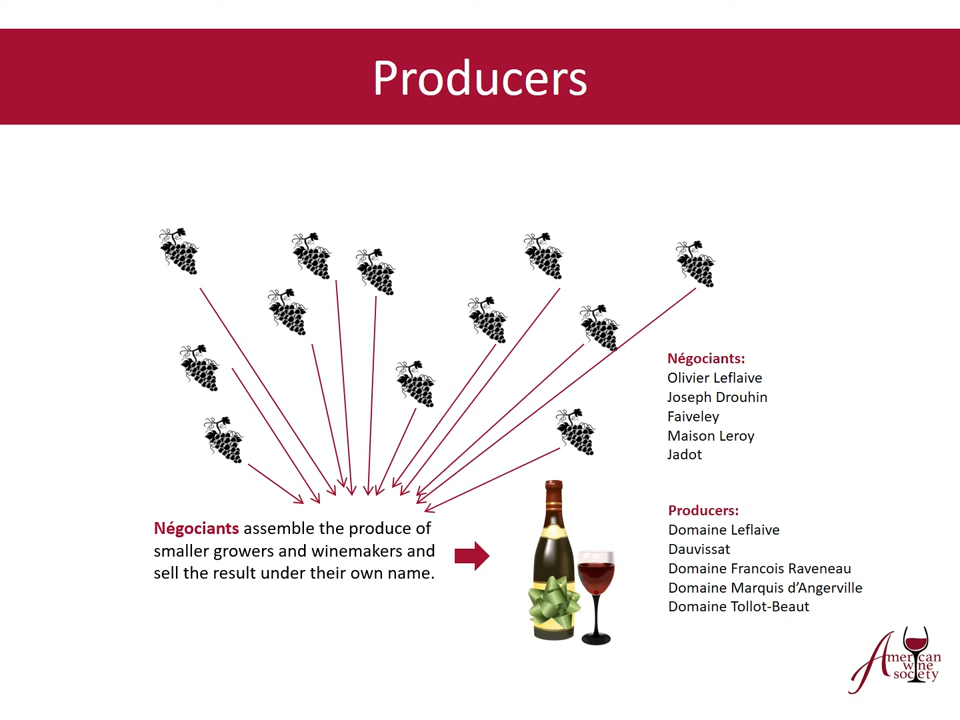 Producers
Négociants assemble the produce of
smaller growers and winemakers and
sell the result under their own name.
Négociants:
Olivier Leflaive
Joseph Drouhin
Faiveley
Maison Leroy
Jadot
Producers:
Domaine Leflaive
Dauvissat
Domaine Francois Raveneau
Domaine Marquis d’Angerville
Domaine Tollot-Beaut
American
wine
society